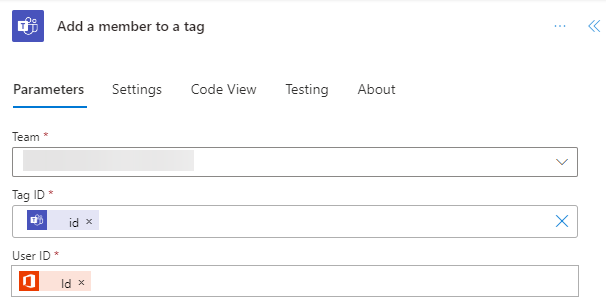 Add a member to a tag
Parameters Settings Code View Testing About
Team *
Tag ID *
id ×
User ID *
Id ×